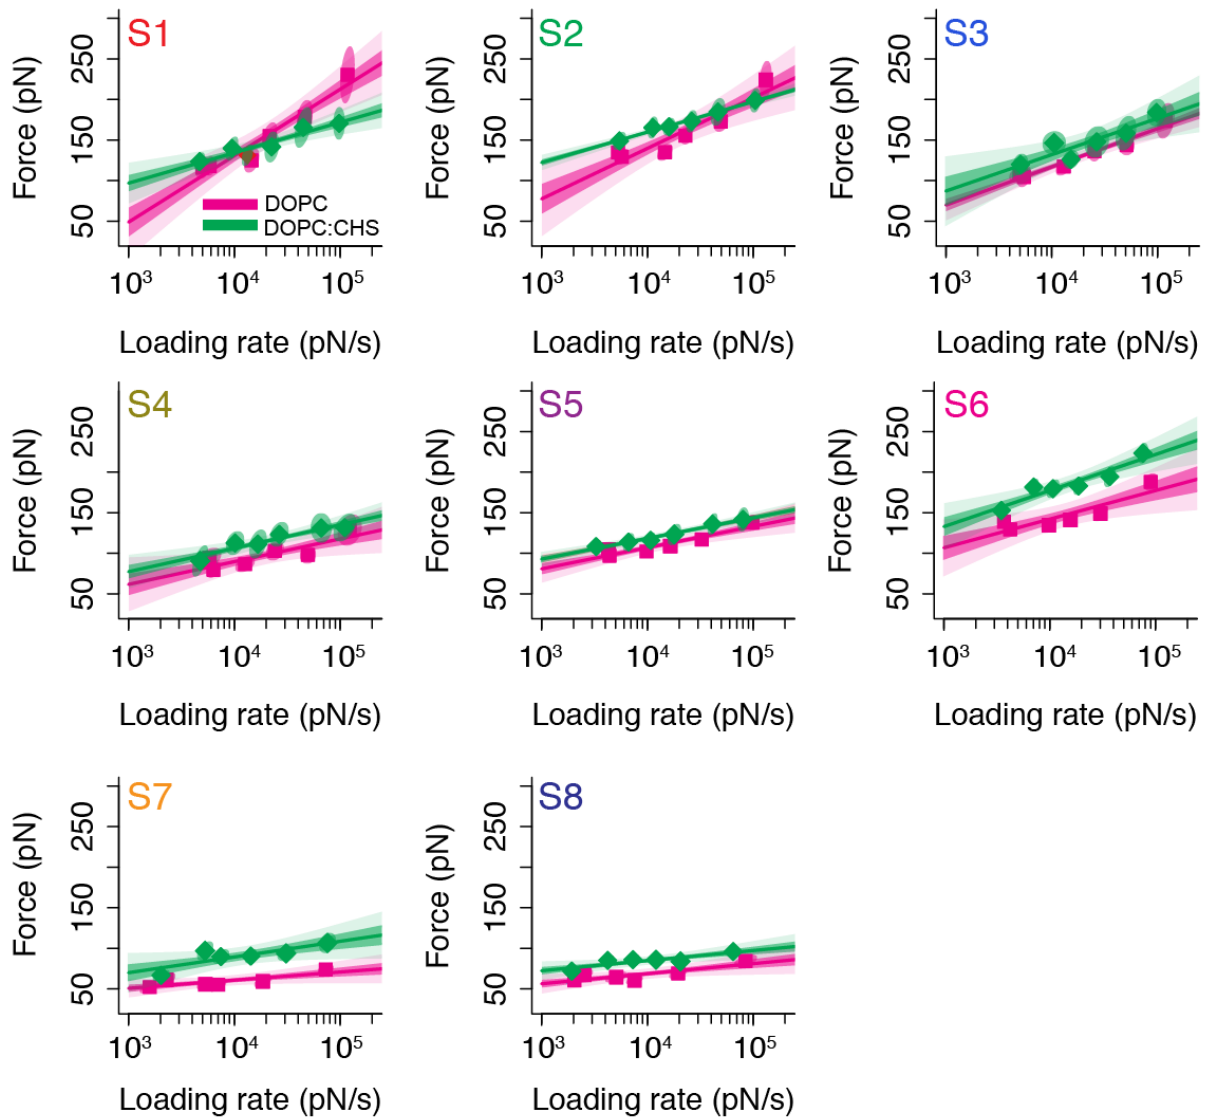 S1
Force (pN)
50 150 250
DOPC
DOPC:CHS
10³ 10⁴ 10⁵
Loading rate (pN/s)
S2
Force (pN)
50 150 250
10³ 10⁴ 10⁵
Loading rate (pN/s)
S3
Force (pN)
50 150 250
10³ 10⁴ 10⁵
Loading rate (pN/s)
S4
Force (pN)
50 150 250
10³ 10⁴ 10⁵
Loading rate (pN/s)
S5
Force (pN)
50 150 250
10³ 10⁴ 10⁵
Loading rate (pN/s)
S6
Force (pN)
50 150 250
10³ 10⁴ 10⁵
Loading rate (pN/s)
S7
Force (pN)
50 150 250
10³ 10⁴ 10⁵
Loading rate (pN/s)
S8
Force (pN)
50 150 250
10³ 10⁴ 10⁵
Loading rate (pN/s)